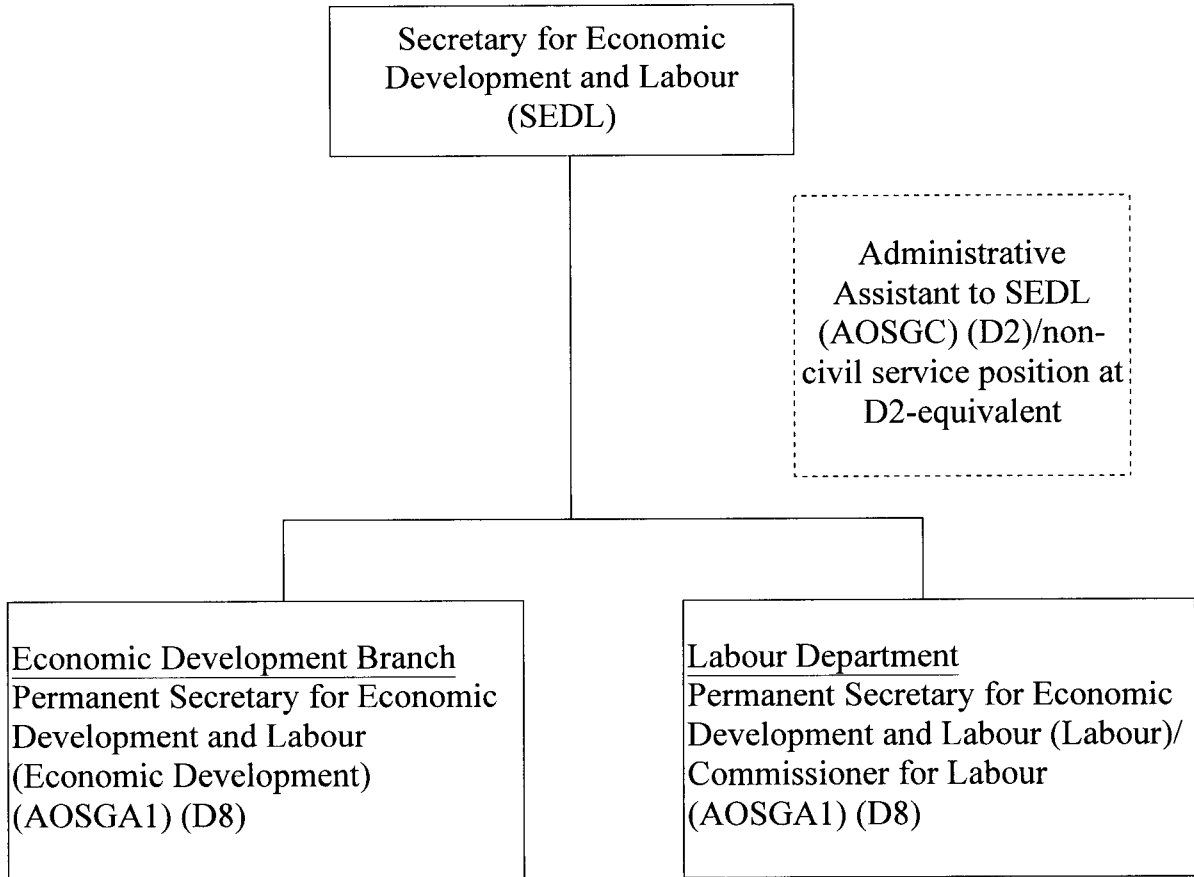 Secretary for Economic
Development and Labour
(SEDL)
Administrative
Assistant to SEDL
(AOSGC) (D2)/non-
civil service position at
D2-equivalent
Economic Development Branch
Permanent Secretary for Economic
Development and Labour
(Economic Development)
(AOSGA1) (D8)
Labour Department
Permanent Secretary for Economic
Development and Labour (Labour)/
Commissioner for Labour
(AOSGA1) (D8)